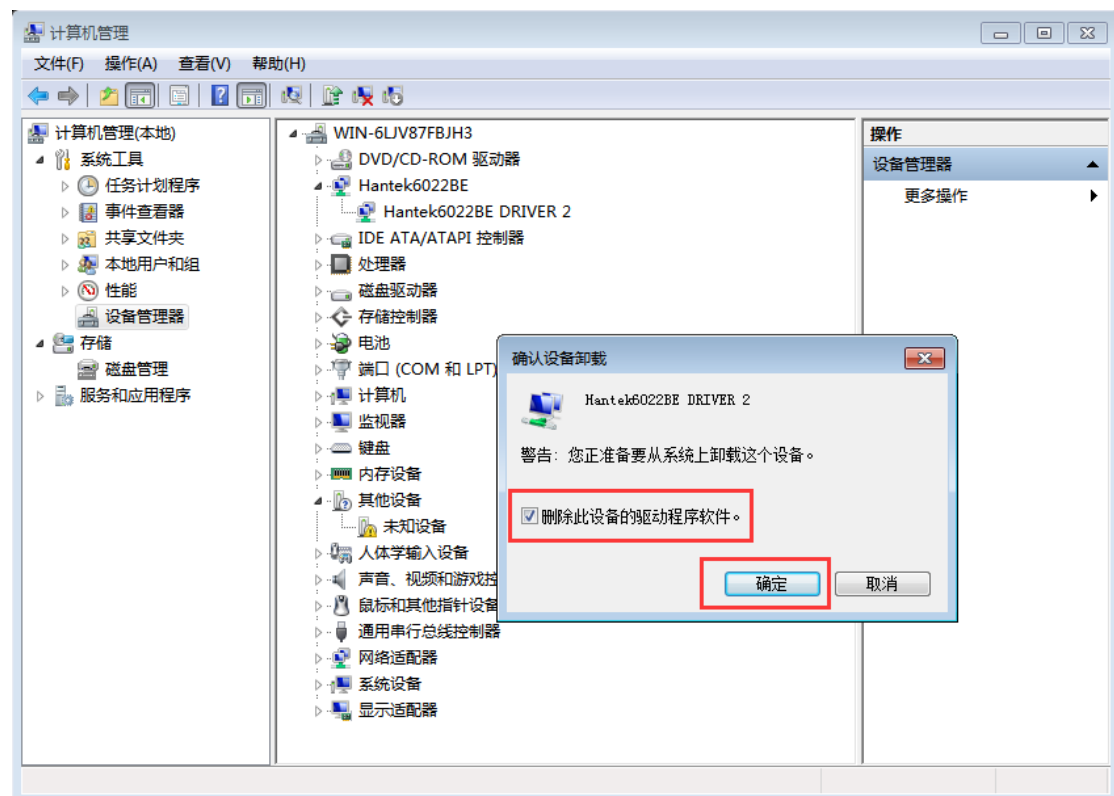 计算机管理
文件(F) 操作(A) 查看(V) 帮助(H)
计算机管理(本地)
系统工具
任务计划程序
事件查看器
共享文件夹
本地用户和组
性能
设备管理器
存储
磁盘管理
服务和应用程序
WIN-6LJV87FBJH3
DVD/CD-ROM 驱动器
Hantek6022BE
Hantek6022BE DRIVER 2
IDE ATA/ATAPI 控制器
处理器
磁盘驱动器
存储控制器
电池
端口 (COM 和 LPT)
计算机
监视器
键盘
内存设备
其他设备
未知设备
人体学输入设备
声音、视频和游戏控
鼠标和其他指针设备
通用串行总线控制器
网络适配器
系统设备
显示适配器
操作
设备管理器
更多操作
确认设备卸载
Hantek6022BE DRIVER 2
警告: 您正准备要从系统上卸载这个设备。
删除此设备的驱动程序软件。
确定
取消